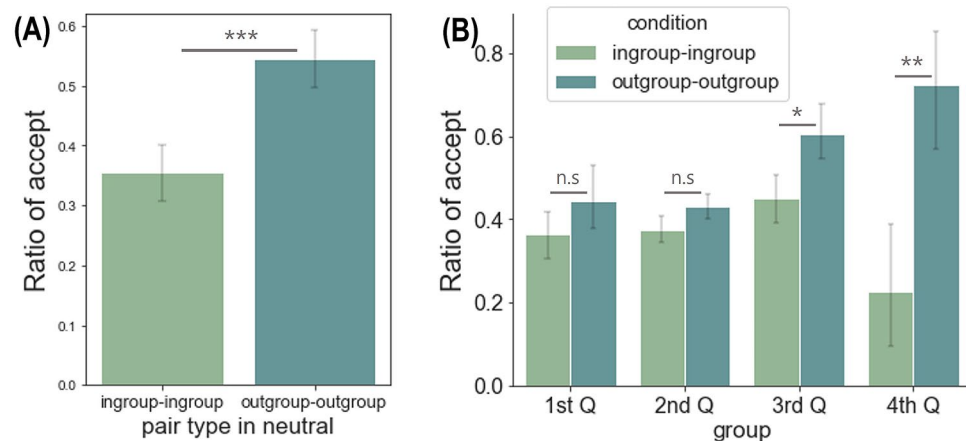 (A)
***
Ratio of accept
0.6
0.5
0.4
0.3
0.2
0.1
0.0
ingroup-ingroup outgroup-outgroup
pair type in neutral
(B)
condition
ingroup-ingroup
outgroup-outgroup
Ratio of accept
0.8
0.6
0.4
0.2
0.0
n.s
n.s
*
**
1st Q 2nd Q 3rd Q 4th Q
group